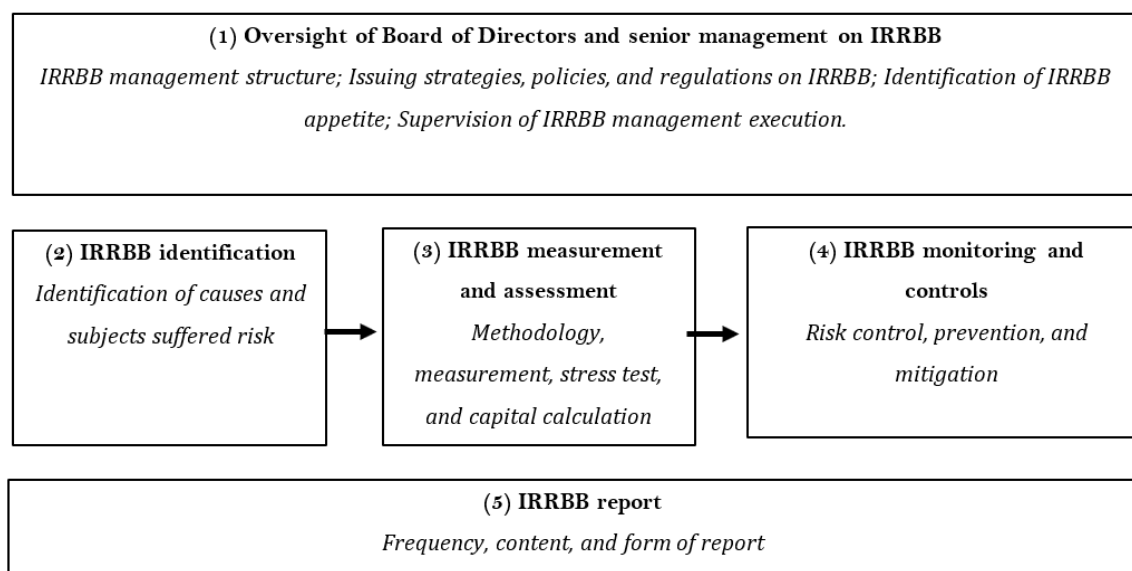 (1) Oversight of Board of Directors and senior management on IRRBB
IRRBB management structure; Issuing strategies, policies, and regulations on IRRBB; Identification of IRRBB
appetite; Supervision of IRRBB management execution.
(2) IRRBB identification
Identification of causes and
subjects suffered risk
(3) IRRBB measurement
and assessment
Methodology,
measurement, stress test,
and capital calculation
(4) IRRBB monitoring and
controls
Risk control, prevention, and
mitigation
(5) IRRBB report
Frequency, content, and form of report